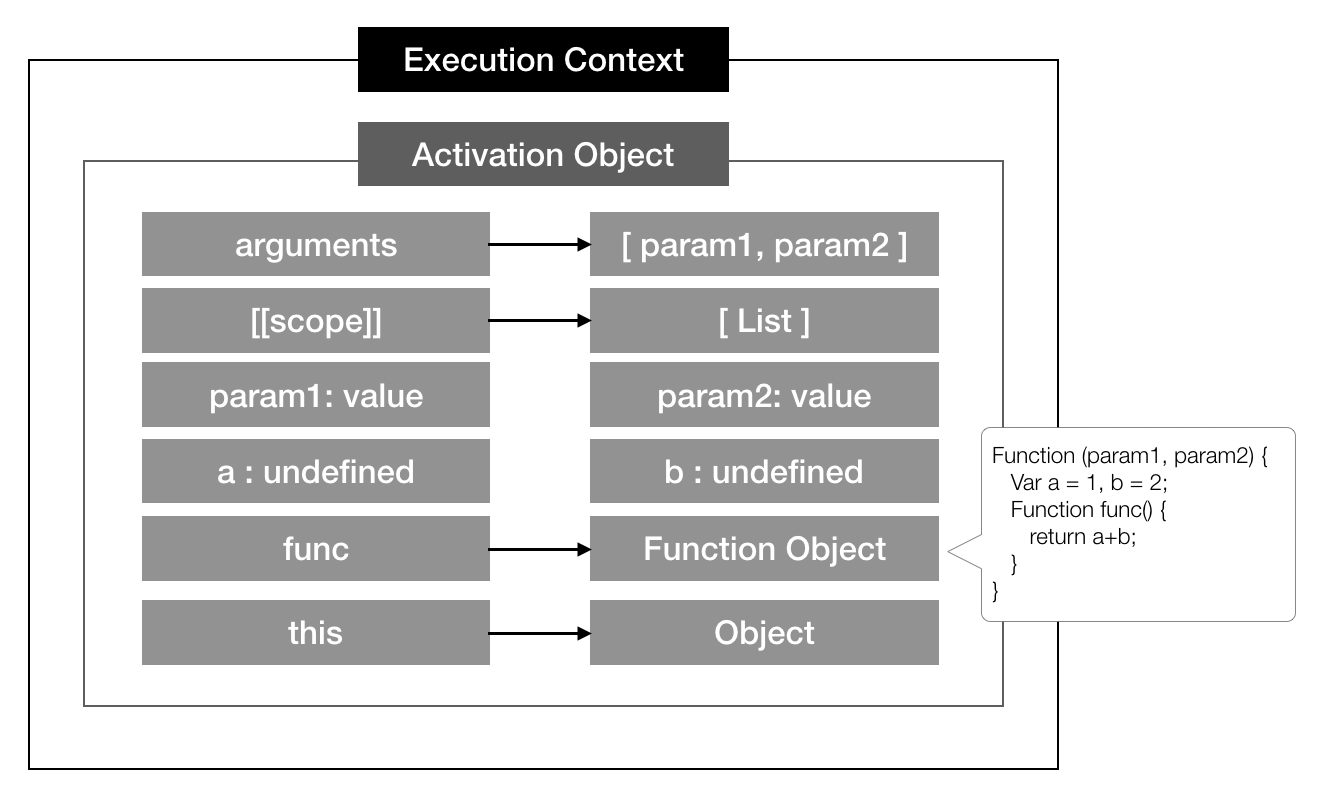 Execution Context
Activation Object
arguments
[ param1, param2 ]
[[scope]]
[ List ]
param1: value
param2: value
a : undefined
b : undefined
func
Function Object
this
Object
Function (param1, param2) {
Var a = 1, b = 2;
Function func() {
return a+b;
}
}